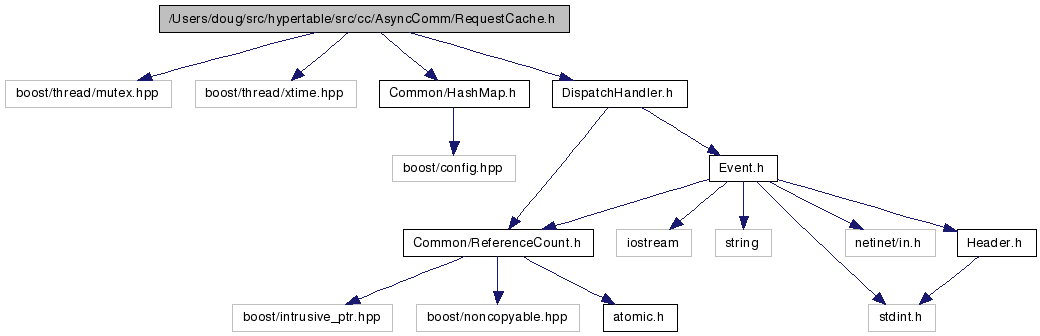 /Users/doug/src/hypertable/src/cc/AsyncComm/RequestCache.h
boost/thread/mutex.hpp
boost/thread/xtime.hpp
Common/HashMap.h
DispatchHandler.h
boost/config.hpp
Event.h
Common/ReferenceCount.h
iostream
string
netinet/in.h
Header.h
boost/intrusive_ptr.hpp
boost/noncopyable.hpp
atomic.h
stdint.h